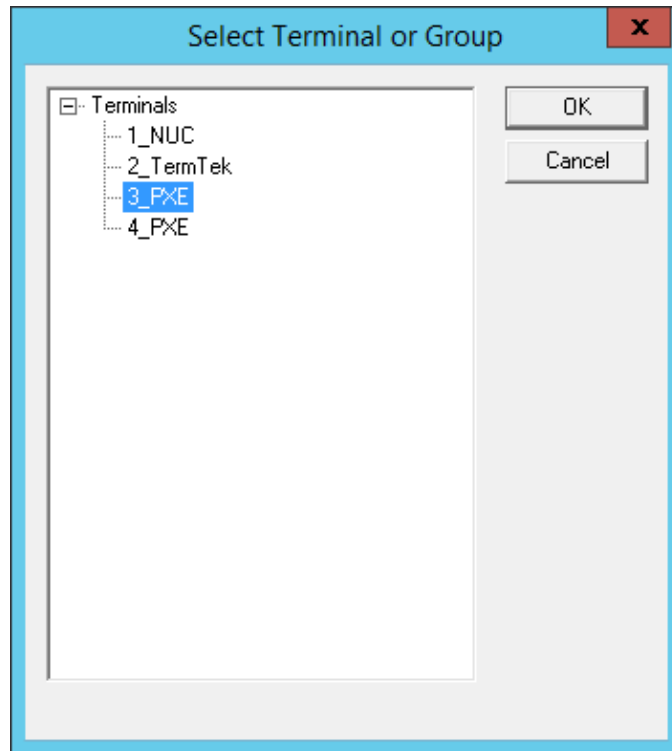 Select Terminal or Group
x
Terminals
1_NUC
2_TermTek
3_PXE
4_PXE
OK
Cancel